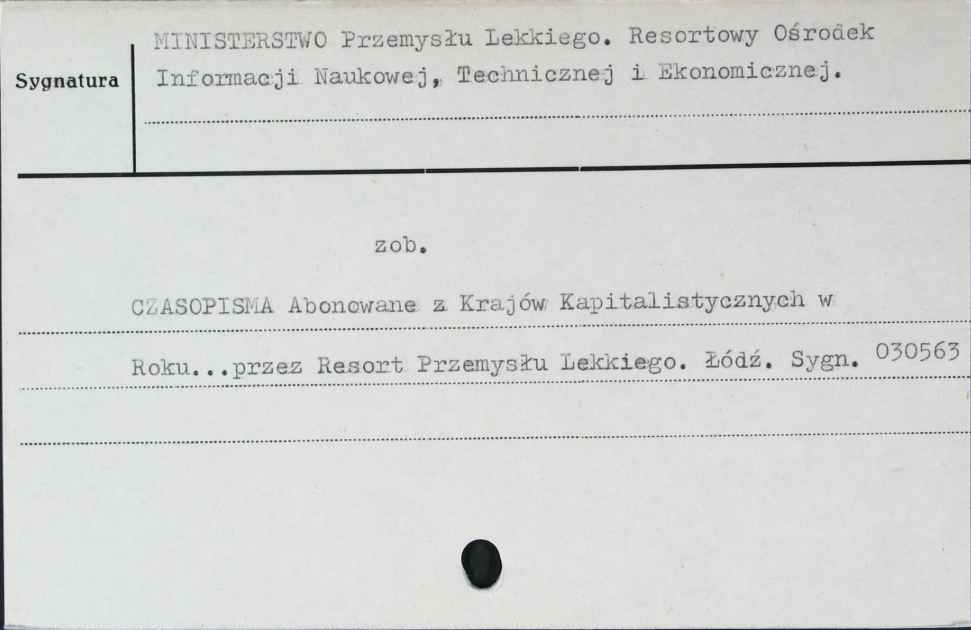 MINISTERSTWO Przemysłu Lekkiego. Resortowy Ośrodek
Sygnatura
Informacji Naukowej, Technicznej i Ekonomicznej.
zob.
CZASOPISMA Abonowane z Krajów Kapitalistycznych w
Roku...przez Resort Przemysłu Lekkiego. Łódź. Sygn. 030563